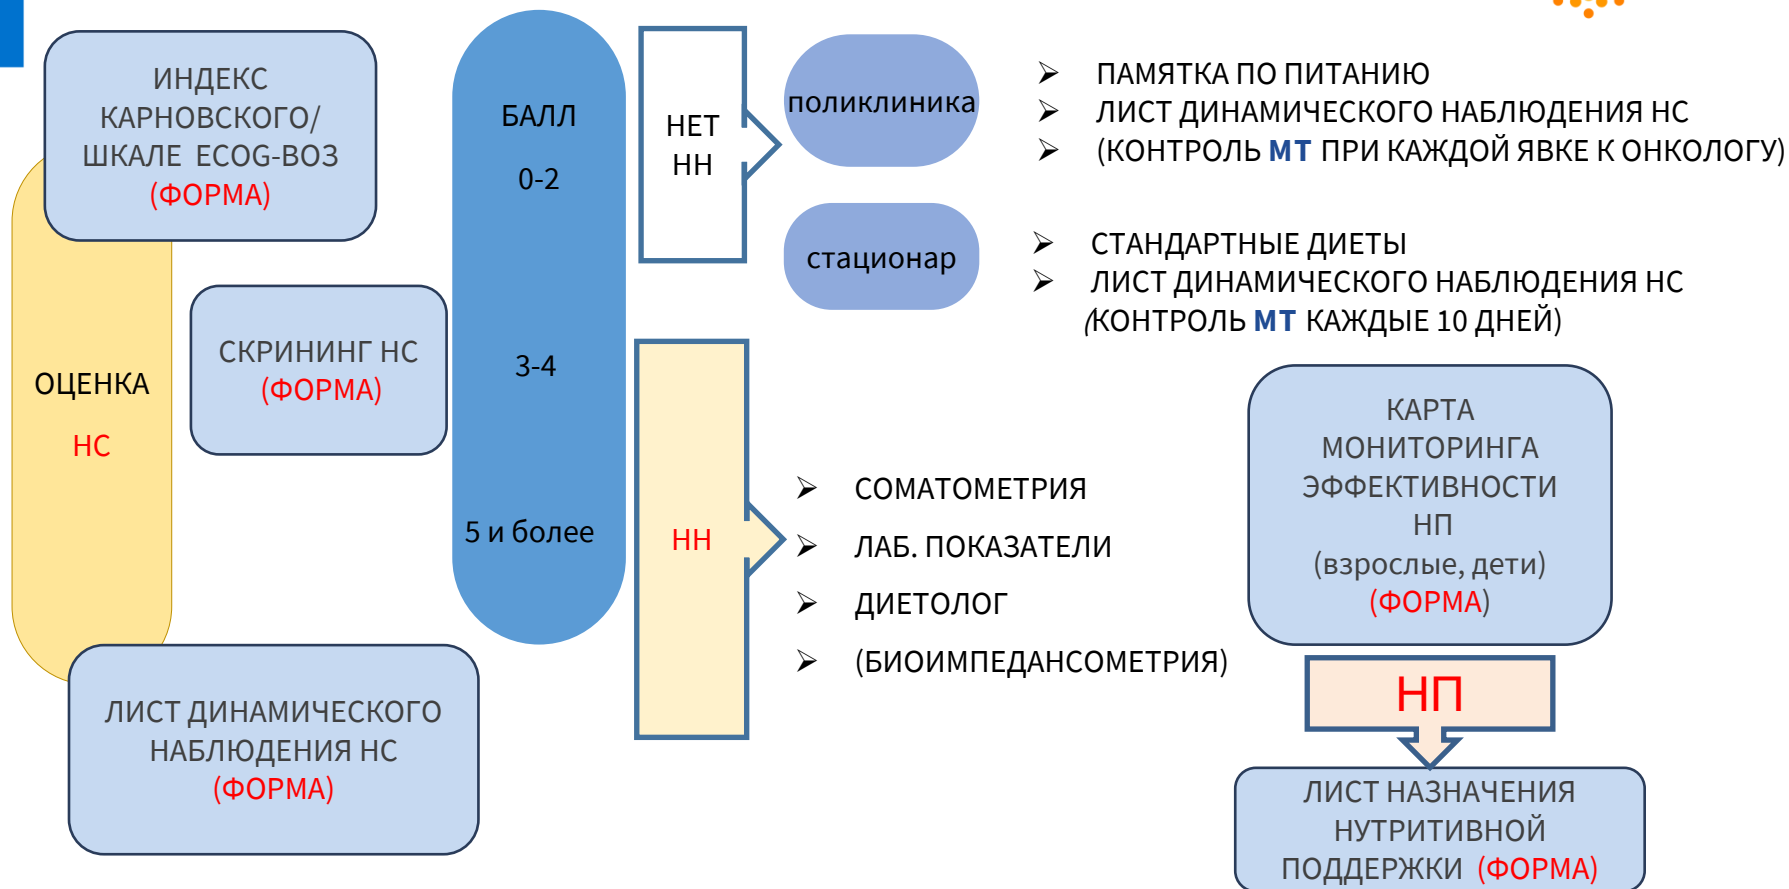 ИНДЕКС
КАРНОВСКОГО/
ШКАЛЕ ECOG-ВОЗ
(ФОРМА)
ОЦЕНКА
НС
СКРИНИНГ НС
(ФОРМА)
ЛИСТ ДИНАМИЧЕСКОГО
НАБЛЮДЕНИЯ НС
(ФОРМА)
БАЛЛ
0-2
3-4
5 и более
НЕТ
НН
поликлиника
ПАМЯТКА ПО ПИТАНИЮ
ЛИСТ ДИНАМИЧЕСКОГО НАБЛЮДЕНИЯ НС
(КОНТРОЛЬ МТ ПРИ КАЖДОЙ ЯВКЕ К ОНКОЛОГУ)
стационар
СТАНДАРТНЫЕ ДИЕТЫ
ЛИСТ ДИНАМИЧЕСКОГО НАБЛЮДЕНИЯ НС
(КОНТРОЛЬ МТ КАЖДЫЕ 10 ДНЕЙ)
НН
СОМАТОМЕТРИЯ
ЛАБ. ПОКАЗАТЕЛИ
ДИЕТОЛОГ
(БИОИМПЕДАНСОМЕТРИЯ)
КАРТА
МОНИТОРИНГА
ЭФФЕКТИВНОСТИ
НП
(взрослые, дети)
(ФОРМА)
НП
ЛИСТ НАЗНАЧЕНИЯ
НУТРИТИВНОЙ
ПОДДЕРЖКИ (ФОРМА)